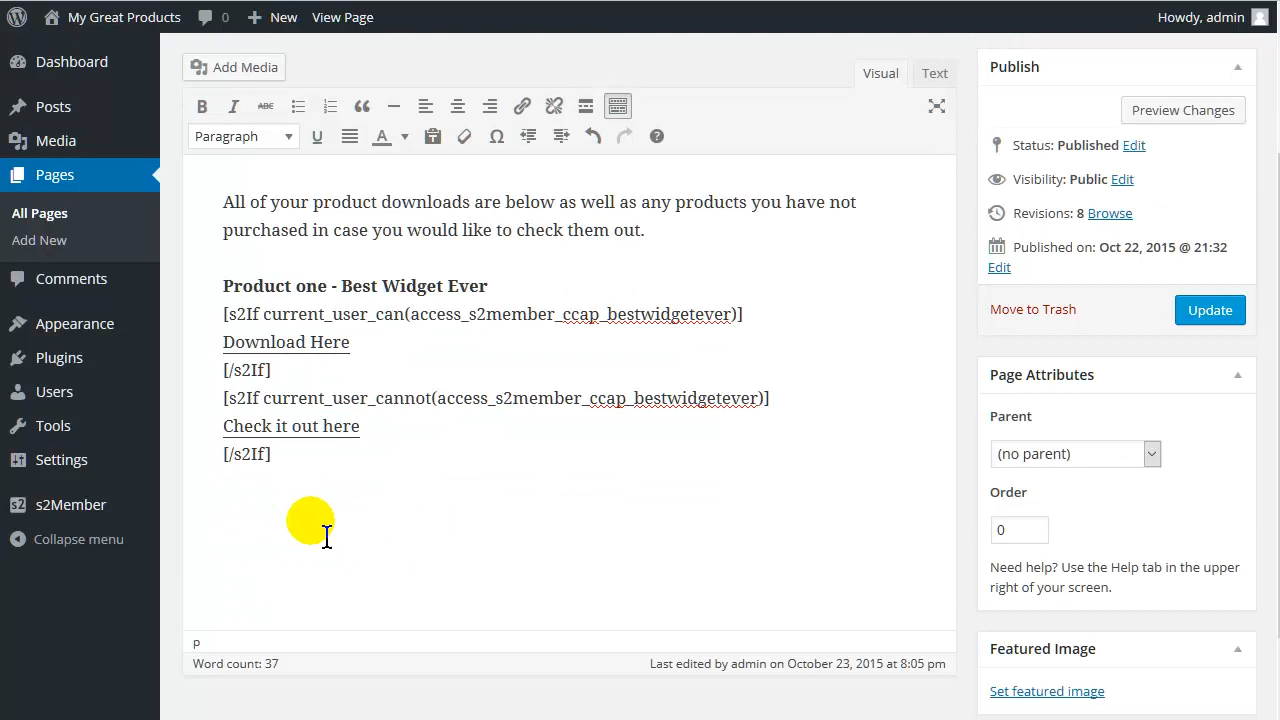 My Great Products 0 New View Page Howdy, admin
Dashboard
Posts
Media
Pages
All Pages
Add New
Comments
Appearance
Plugins
Users
Tools
Settings
s2 s2Member
Collapse menu
Add Media
Visual Text
B I ABC
Paragraph U A
All of your product downloads are below as well as any products you have not
purchased in case you would like to check them out.
Product one - Best Widget Ever
[s2If current_user_can(access_s2member_ccap_bestwidgetever)]
Download Here
[/s2If]
[s2If current_user_cannot(access_s2member_ccap_bestwidgetever)]
Check it out here
[/s2If]
p
Word count: 37 Last edited by admin on October 23, 2015 at 8:05 pm
Publish
Preview Changes
Status: Published Edit
Visibility: Public Edit
Revisions: 8 Browse
Published on: Oct 22, 2015 @ 21:32
Edit
Move to Trash Update
Page Attributes
Parent
(no parent)
Order
0
Need help? Use the Help tab in the upper
right of your screen.
Featured Image
Set featured image